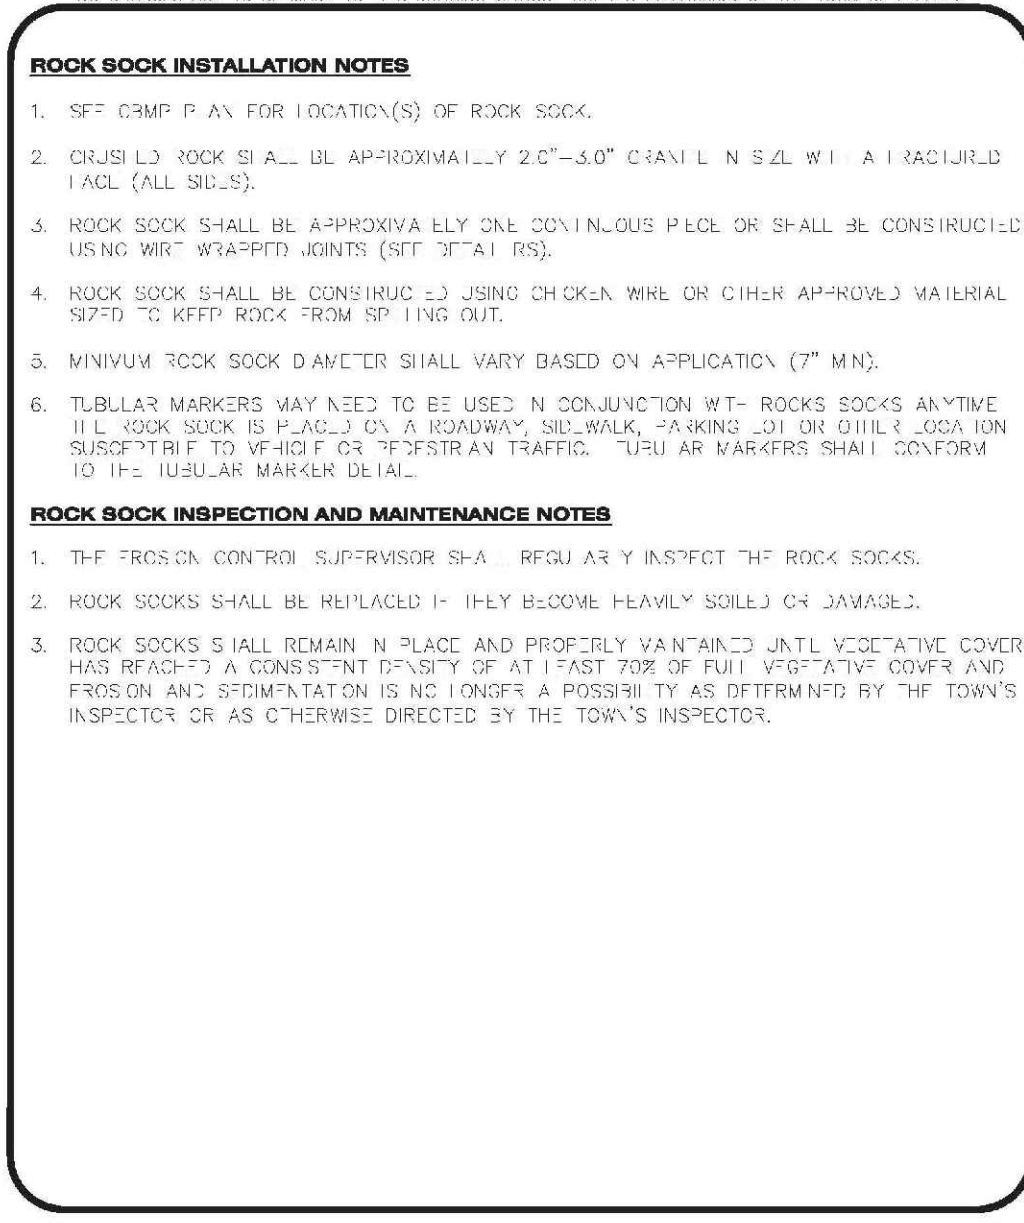 ROCK SOCK INSTALLATION NOTES
1. SEE CBMP PLAN FOR LOCATION(S) OF ROCK SOCK.
2. CRUSHED ROCK SHALL BE APPROXIMATELY 2.0"–3.0" GRANITE IN SIZE WITH A FRACTURED
FACE (ALL SIDES).
3. ROCK SOCK SHALL BE APPROXIMATELY ONE CONTINUOUS PIECE OR SHALL BE CONSTRUCTED
USING WIRE WRAPPED JOINTS (SEE DETAIL RS).
4. ROCK SOCK SHALL BE CONSTRUCTED USING CHICKEN WIRE OR OTHER APPROVED MATERIAL
SIZED TO KEEP ROCK FROM SPILLING OUT.
5. MINIMUM ROCK SOCK DIAMETER SHALL VARY BASED ON APPLICATION (7" MIN).
6. TUBULAR MARKERS MAY NEED TO BE USED IN CONJUNCTION WITH ROCKS SOCKS ANYTIME
THE ROCK SOCK IS PLACED ON A ROADWAY, SIDEWALK, PARKING LOT OR OTHER LOCATION
SUSCEPTIBLE TO VEHICLE OR PEDESTRIAN TRAFFIC. TUBULAR MARKERS SHALL CONFORM
TO THE TUBULAR MARKER DETAIL.
ROCK SOCK INSPECTION AND MAINTENANCE NOTES
1. THE EROSION CONTROL SUPERVISOR SHALL REGULARLY INSPECT THE ROCK SOCKS.
2. ROCK SOCKS SHALL BE REPLACED IF THEY BECOME HEAVILY SOILED OR DAMAGED.
3. ROCK SOCKS SHALL REMAIN IN PLACE AND PROPERLY MAINTAINED UNTIL VEGETATIVE COVER
HAS REACHED A CONSISTENT DENSITY OF AT LEAST 70% OF FULL VEGETATIVE COVER AND
EROSION AND SEDIMENTATION IS NO LONGER A POSSIBILITY AS DETERMINED BY THE TOWN'S
INSPECTOR OR AS OTHERWISE DIRECTED BY THE TOWN'S INSPECTOR.